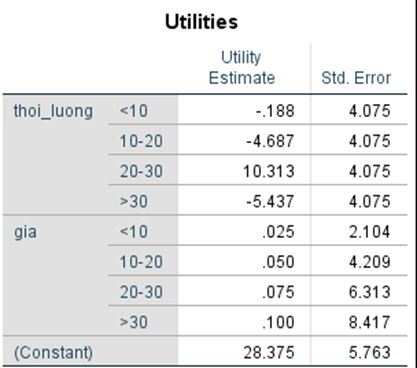 Utilities
Utility Estimate Std. Error
thoi_luong <10 -.188 4.075
10-20 -4.687 4.075
20-30 10.313 4.075
>30 -5.437 4.075
gia <10 .025 2.104
10-20 .050 4.209
20-30 .075 6.313
>30 .100 8.417
(Constant) 28.375 5.763